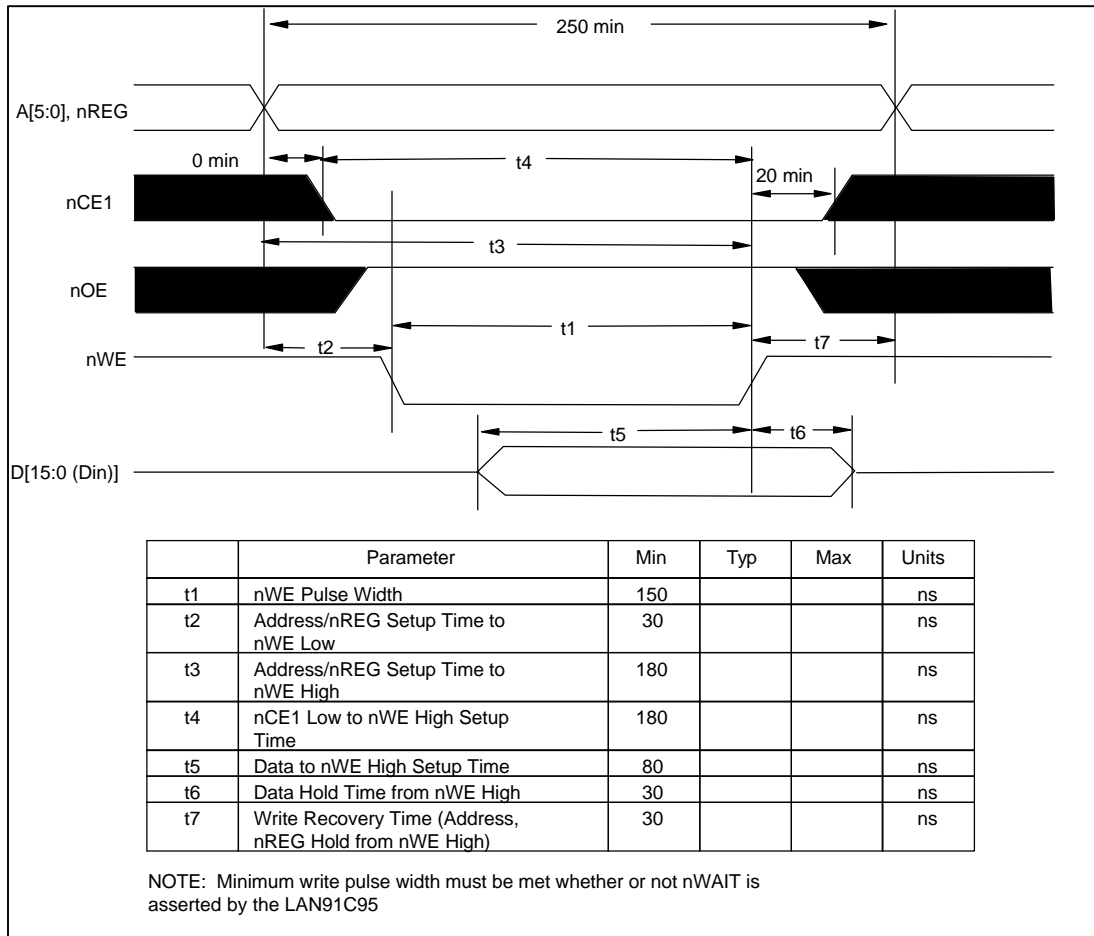 250 min
A[5:0], nREG
0 min
t4
20 min
nCE1
t3
nOE
t1
t2
t7
nWE
t5
t6
D[15:0 (Din)]
Parameter Min Typ Max Units
t1 nWE Pulse Width 150 ns
t2 Address/nREG Setup Time to 30 ns
nWE Low
t3 Address/nREG Setup Time to 180 ns
nWE High
t4 nCE1 Low to nWE High Setup 180 ns
Time
t5 Data to nWE High Setup Time 80 ns
t6 Data Hold Time from nWE High 30 ns
t7 Write Recovery Time (Address, 30 ns
nREG Hold from nWE High)
NOTE: Minimum write pulse width must be met whether or not nWAIT is
asserted by the LAN91C95